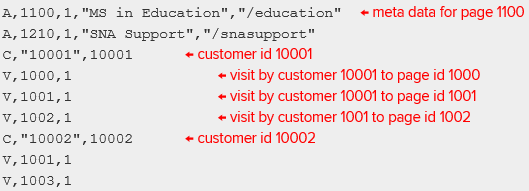 A,1100,1,"MS in Education","/education" ← meta data for page 1100
A,1210,1,"SNA Support","/snasupport"
C,"10001",10001 ← customer id 10001
V,1000,1 ← visit by customer 10001 to page id 1000
V,1001,1 ← visit by customer 10001 to page id 1001
V,1002,1 ← visit by customer 1001 to page id 1002
C,"10002",10002 ← customer id 10002
V,1001,1
V,1003,1